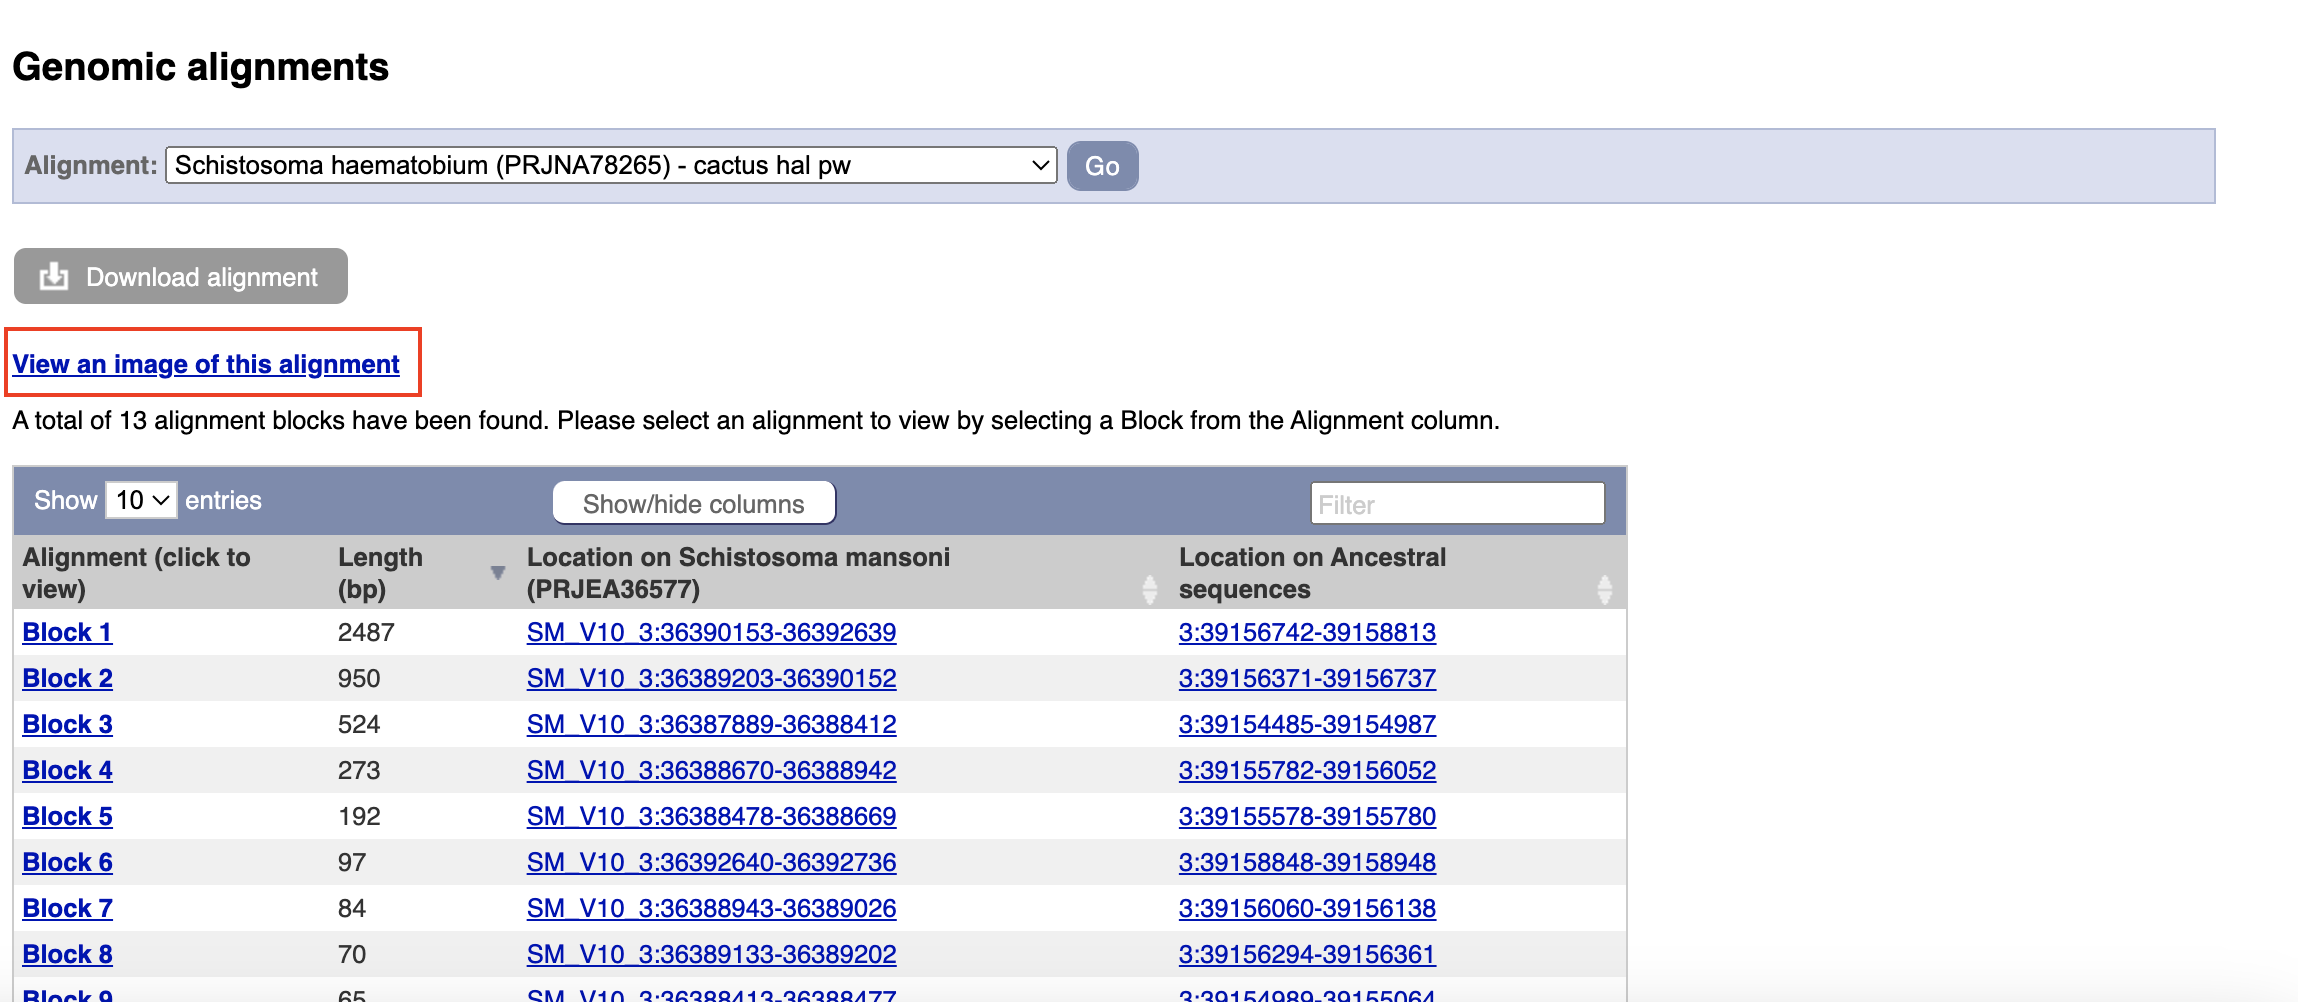 Genomic alignments
Alignment: Schistosoma haematobium (PRJNA78265) - cactus hal pw Go
Download alignment
View an image of this alignment
A total of 13 alignment blocks have been found. Please select an alignment to view by selecting a Block from the Alignment column.
Show 10 entries Show/hide columns Filter
Alignment (click to view) Length (bp) Location on Schistosoma mansoni (PRJEA36577) Location on Ancestral sequences
Block 1 2487 SM_V10_3:36390153-36392639 3:39156742-39158813
Block 2 950 SM_V10_3:36389203-36390152 3:39156371-39156737
Block 3 524 SM_V10_3:36387889-36388412 3:39154485-39154987
Block 4 273 SM_V10_3:36388670-36388942 3:39155782-39156052
Block 5 192 SM_V10_3:36388478-36388669 3:39155578-39155780
Block 6 97 SM_V10_3:36392640-36392736 3:39158848-39158948
Block 7 84 SM_V10_3:36388943-36389026 3:39156060-39156138
Block 8 70 SM_V10_3:36389133-36389202 3:39156294-39156361
Block 9 65 SM_V10_3:36388413-36388477 3:39154989-39155064